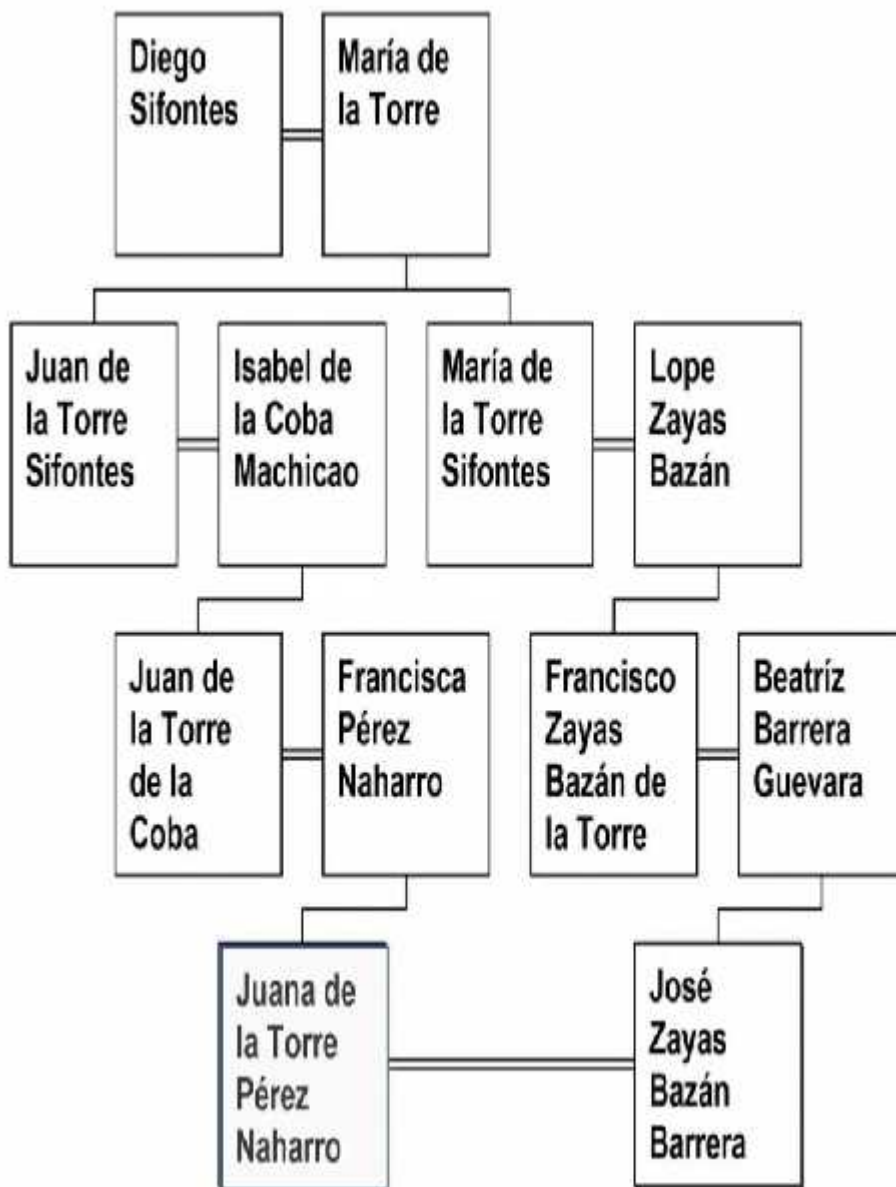 Diego
Sifontes
María de
la Torre
Juan de
la Torre
Sifontes
Isabel de
la Coba
Machicao
María de
la Torre
Sifontes
Lope
Zayas
Bazán
Juan de
la Torre
de la
Coba
Francisca
Pérez
Naharro
Francisco
Zayas
Bazán de
la Torre
Beatríz
Barrera
Guevara
Juana de
la Torre
Pérez
Naharro
José
Zayas
Bazán
Barrera